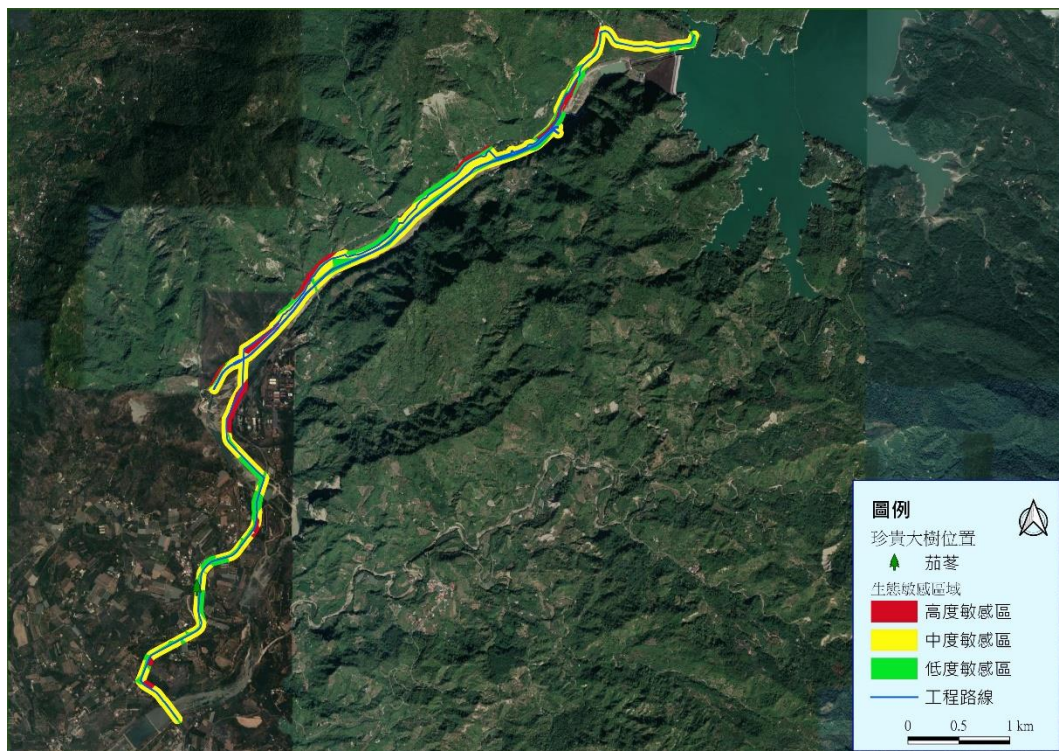 圖例
珍貴大樹位置
茄苳
生態敏感區域
高度敏感區
中度敏感區
低度敏感區
工程路線
0 0.5 1 km